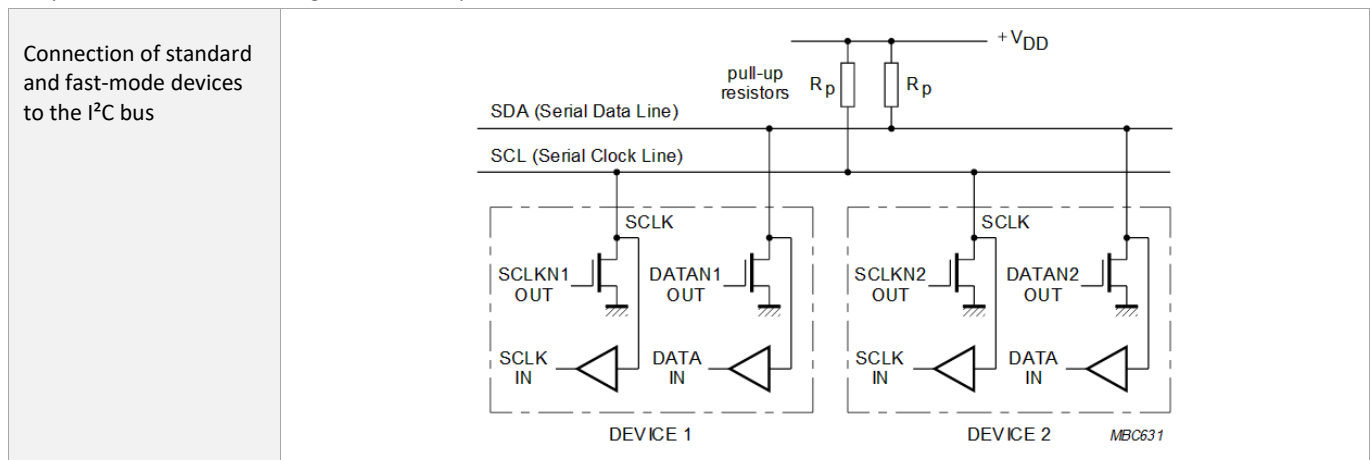 Connection of standard
and fast-mode devices
to the I²C bus
+ VDD
pull-up
resistors
Rp
Rp
SDA (Serial Data Line)
SCL (Serial Clock Line)
SCLK
SCLK
SCLKN1
OUT
DATAN1
OUT
SCLKN2
OUT
DATAN2
OUT
SCLK
IN
DATA
IN
SCLK
IN
DATA
IN
DEVICE 1
DEVICE 2
MBC631